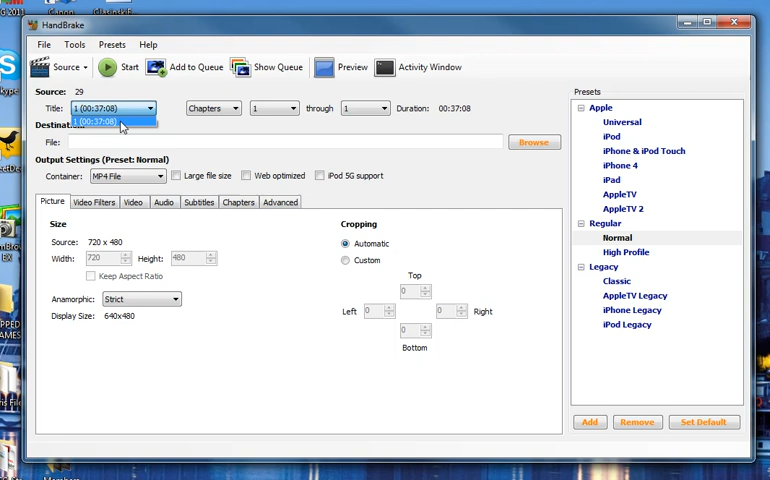 HandBrake
File Tools Presets Help
Source Start Add to Queue Show Queue Preview Activity Window
Source: 29
Title: 1 (00:37:08) Chapters 1 through 1 Duration: 00:37:08
1 (00:37:08)
File: Browse
Output Settings (Preset: Normal)
Container: MP4 File Large file size Web optimized iPod 5G support
Picture Video Filters Video Audio Subtitles Chapters Advanced
Size
Source: 720 x 480
Width: 720 Height: 480
Keep Aspect Ratio
Anamorphic: Strict
Display Size: 640x480
Cropping
Automatic
Custom
Top
0
Left 0 0 Right
0
Bottom
Presets
Apple
Universal
iPod
iPhone & iPod Touch
iPhone 4
iPad
AppleTV
AppleTV 2
Regular
Normal
High Profile
Legacy
Classic
AppleTV Legacy
iPhone Legacy
iPod Legacy
Add Remove Set Default